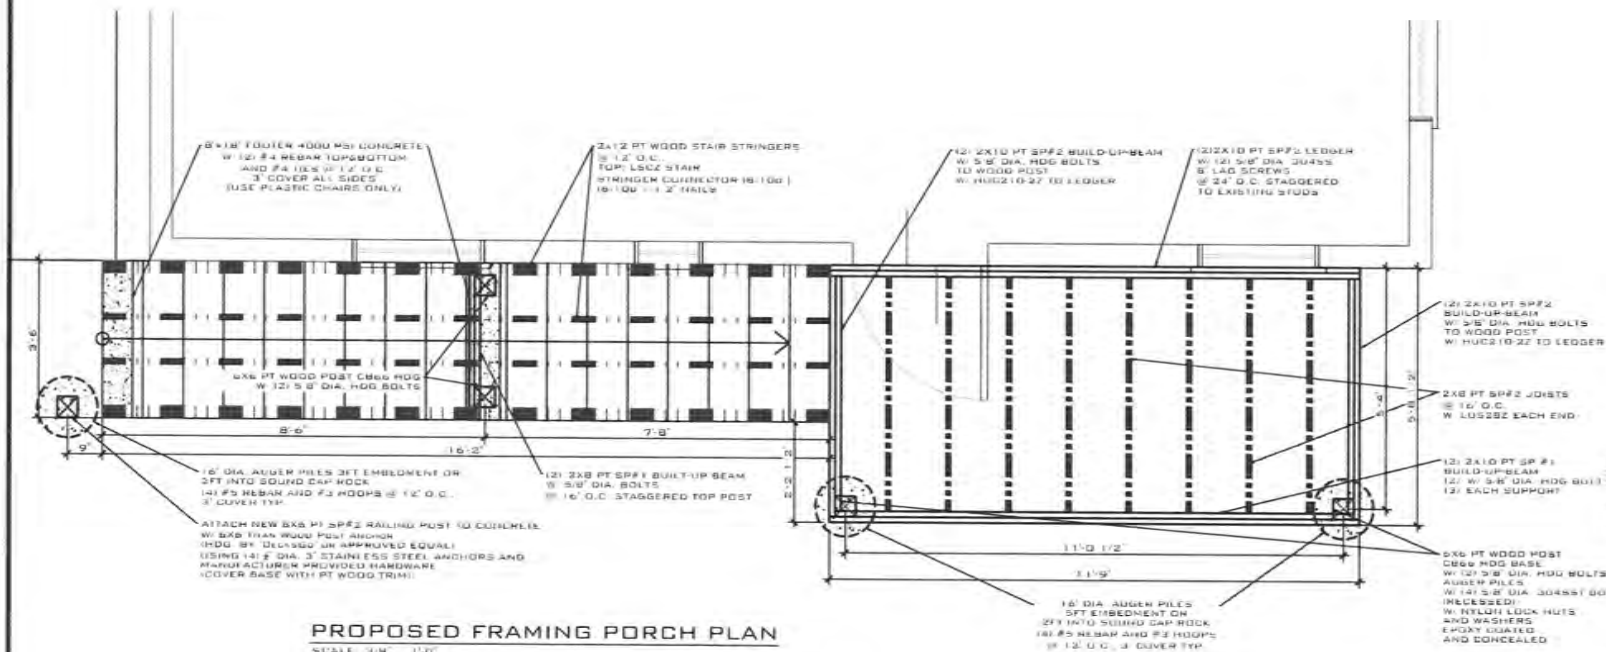 8"x18" FOOTER 4000 PSI CONCRETE
W/ (2) #4 REBAR TOP&BOTTOM
AND #4 TIES @ 12" O.C.
3" COVER ALL SIDES
(USE PLASTIC CHAIRS ONLY)
2x12 PT WOOD STAIR STRINGERS
@ 12" O.C.
TOP: LSCZ STAIR
STRINGER CONNECTOR
NAILS
(2) 2X10 PT SP#2 BUILD-UP-BEAM
W/ 5/8" DIA. HDG BOLTS
TO WOOD POST
W/ HUC210-2Z TO LEDGER
(2)2X10 PT SP#2 LEDGER
W/ (2) 5/8" DIA. 304SS
8" LAG SCREWS
@ 24" O.C. STAGGERED
TO EXISTING STUDS
(2) 2X10 PT SP#2
BUILD-UP-BEAM
W/ 5/8" DIA. HDG BOLTS
TO WOOD POST
W/ HUC210-2Z TO LEDGER
3'-6"
6X6 PT WOOD POST CB66 HDG
W/ (2) 5/8" DIA. HDG BOLTS
2X8 PT SP#2 JOISTS
@ 16" O.C.
W/ LUS28Z EACH END
5'-4"
5'-8 1/2"
8'-6"
7'-8"
9"
16'-2"
2'-2 1/2"
16" DIA. AUGER PILES 3FT EMBEDMENT OR
2FT INTO SOUND CAP ROCK
(4) #5 REBAR AND #3 HOOPS @ 12" O.C.
3" COVER TYP.
(2) 2X8 PT SP#1 BUILT-UP BEAM
W/ 5/8" DIA. BOLTS
@ 16" O.C. STAGGERED TOP POST
(2) 2X10 PT SP #1
BUILD-UP-BEAM
(2) W/ 5/8" DIA. HDG BOLT
EACH SUPPORT
ATTACH NEW 6X6 PT SP#2 RAILING POST TO CONCRETE
W/ 6X6 WOOD POST ANCHOR
(HDG BY OR APPROVED EQUAL)
USING (4) DIA. 3" STAINLESS STEEL ANCHORS AND
MANUFACTURER PROVIDED HARDWARE
(COVER BASE WITH PT WOOD TRIM)
11'-0 1/2"
11'-9"
6X6 PT WOOD POST
CB66 HDG BASE
W/ (2) 5/8" DIA. HDG BOLTS
AUGER PILES
W/ (4) 5/8" DIA. 304SST BO
(RECESSED)
W/ NYLON LOCK NUTS
AND WASHERS
EPOXY COATED
AND CONCEALED
16" DIA. AUGER PILES
5FT EMBEDMENT OR
2FT INTO SOUND CAP ROCK
#5 REBAR AND #3 HOOPS
@ 12" O.C., 3" COVER TYP.
PROPOSED FRAMING PORCH PLAN